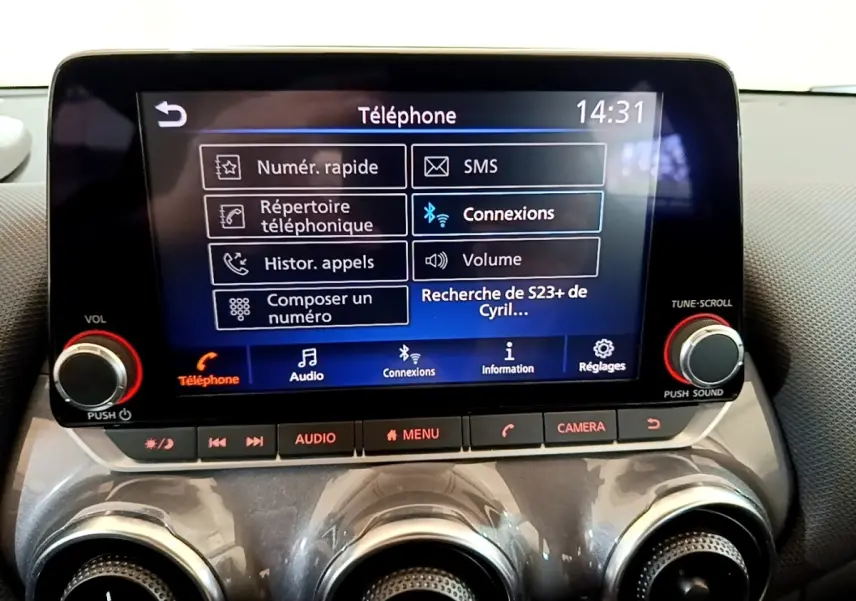 Téléphone
14:31
Numér. rapide
SMS
Répertoire
téléphonique
Connexions
Histor. appels
Volume
Composer un
numéro
Recherche de S23+ de
Cyril...
Téléphone
Audio
Connexions
Information
Réglages
VOL
PUSH
TUNE·SCROLL
PUSH SOUND
AUDIO
MENU
CAMERA